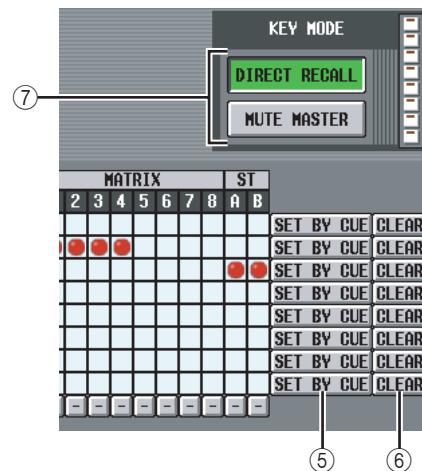 KEY MODE
⑦
DIRECT RECALL
MUTE MASTER
MATRIX ST
2 3 4 5 6 7 8 A B
SET BY CUE CLEAR
SET BY CUE CLEAR
SET BY CUE CLEAR
SET BY CUE CLEAR
SET BY CUE CLEAR
SET BY CUE CLEAR
SET BY CUE CLEAR
SET BY CUE CLEAR
- - - - - - - - -
⑤ ⑥